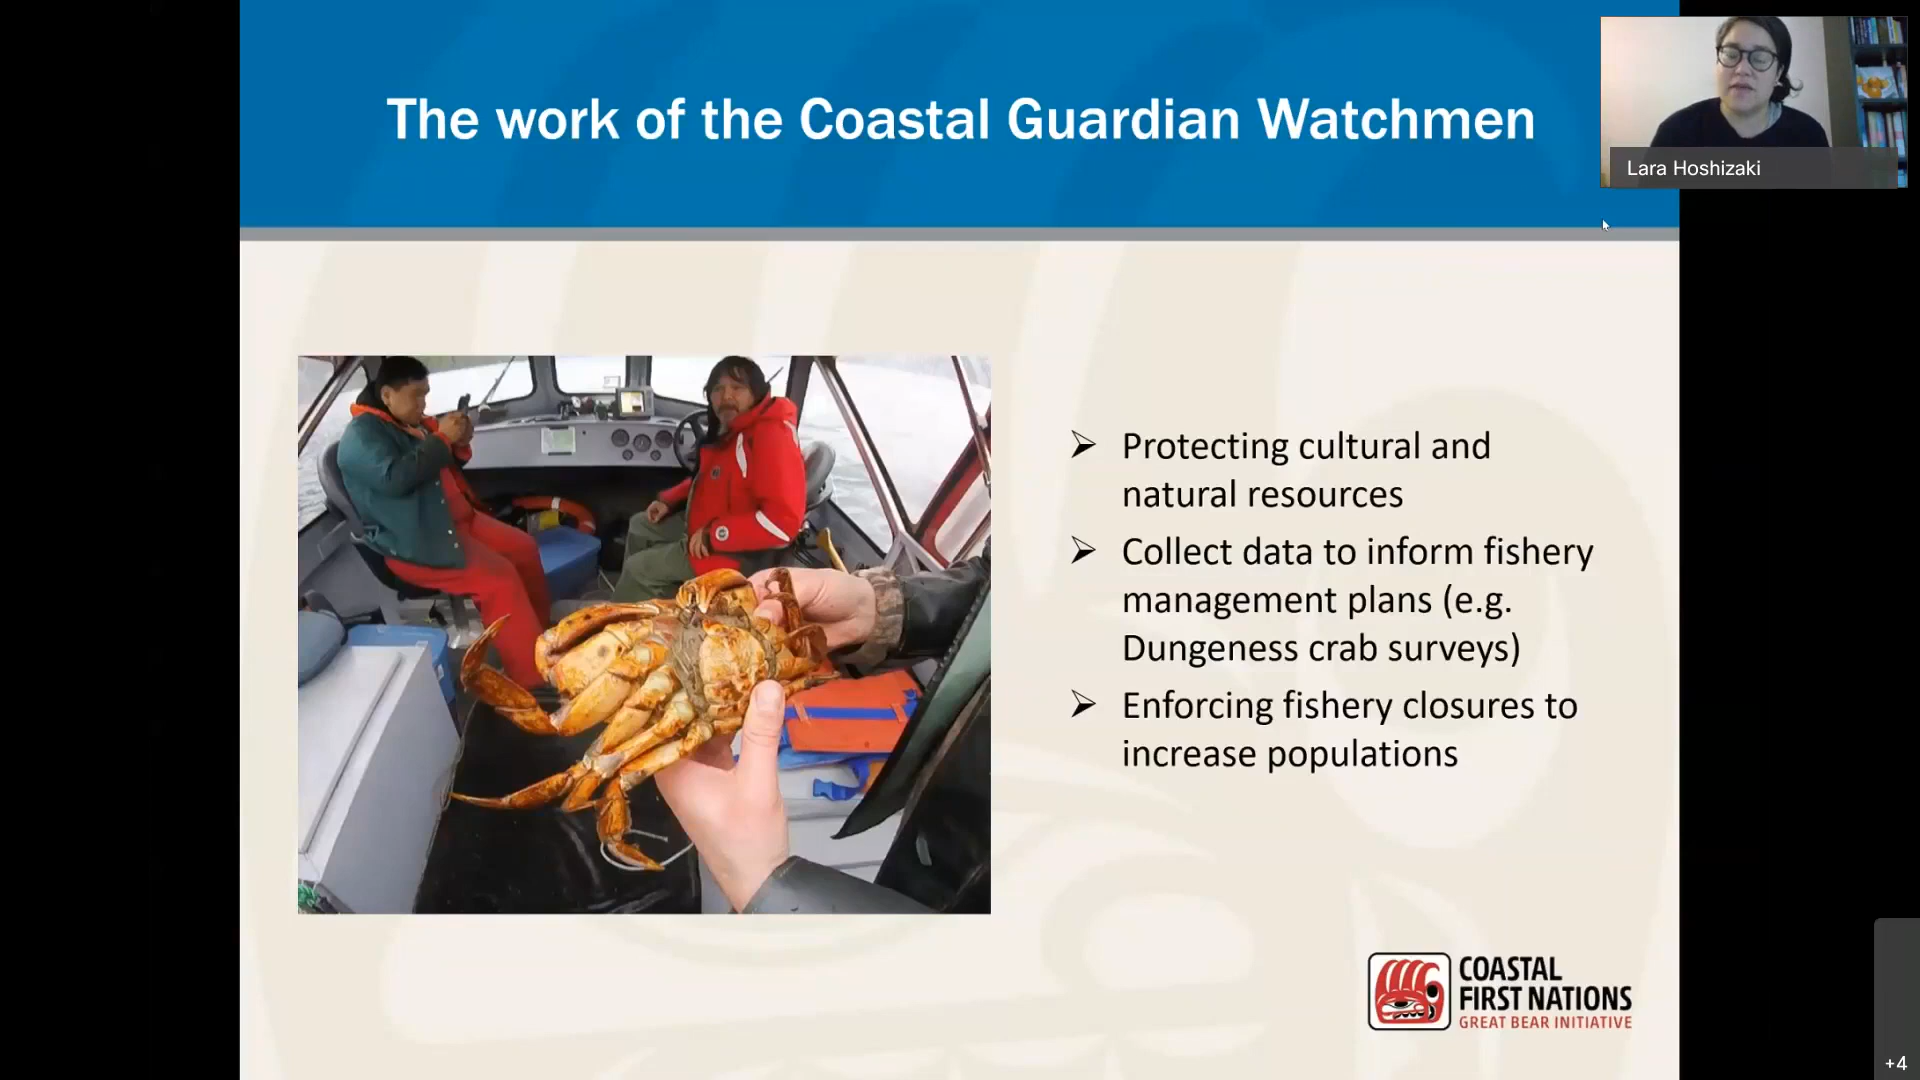 The work of the Coastal Guardian Watchmen
Lara Hoshizaki
➢ Protecting cultural and
natural resources
➢ Collect data to inform fishery
management plans (e.g.
Dungeness crab surveys)
➢ Enforcing fishery closures to
increase populations
COASTAL
FIRST NATIONS
GREAT BEAR INITIATIVE
+4